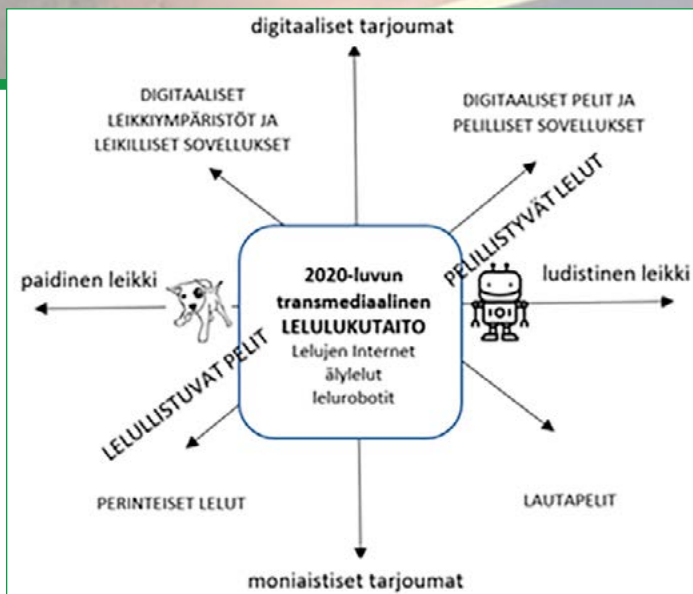 digitaaliset tarjoumat
DIGITAALISET
LEIKKIYMPÄRISTÖT JA
LEIKILLISET SOVELLUKSET
DIGITAALISET PELIT JA
PELILLISET SOVELLUKSET
PELILLISTYVÄT LELUT
paidinen leikki
2020-luvun
transmediaalinen
LELULUKUTAITO
Lelujen Internet
älylelut
lelurobotit
ludistinen leikki
LELULLISTUVAT PELIT
PERINTEISET LELUT
LAUTAPELIT
moniaistiset tarjoumat